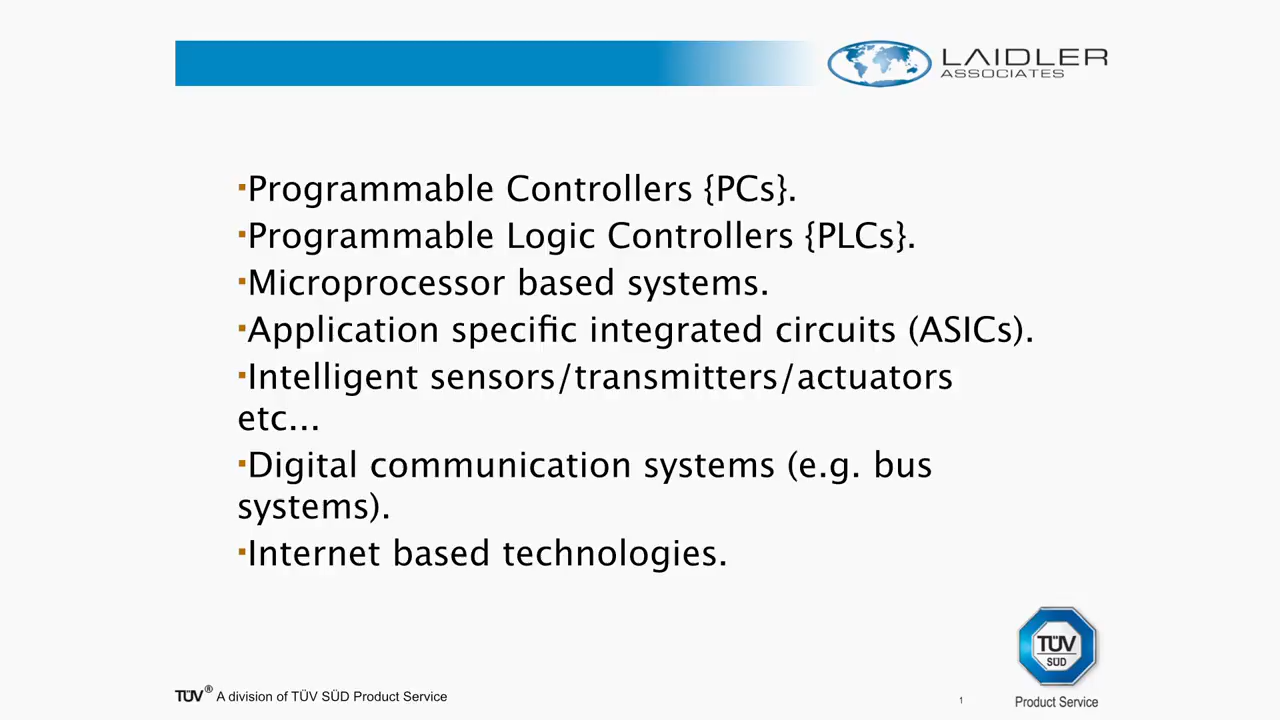 LAIDLER
ASSOCIATES
▪Programmable Controllers {PCs}.
▪Programmable Logic Controllers {PLCs}.
▪Microprocessor based systems.
▪Application specific integrated circuits (ASICs).
▪Intelligent sensors/transmitters/actuators
etc...
▪Digital communication systems (e.g. bus
systems).
▪Internet based technologies.
TÜV
SÜD
Product Service
TÜV® A division of TÜV SÜD Product Service
1